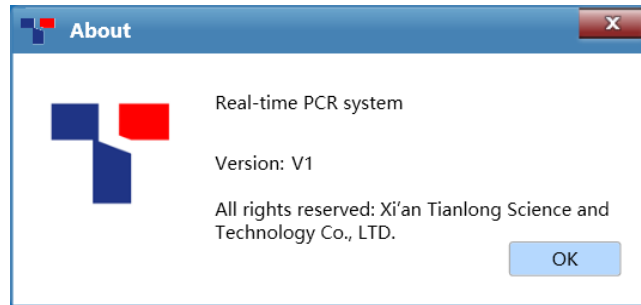 About
x
Real-time PCR system
Version: V1
All rights reserved: Xi'an Tianlong Science and
Technology Co., LTD.
OK